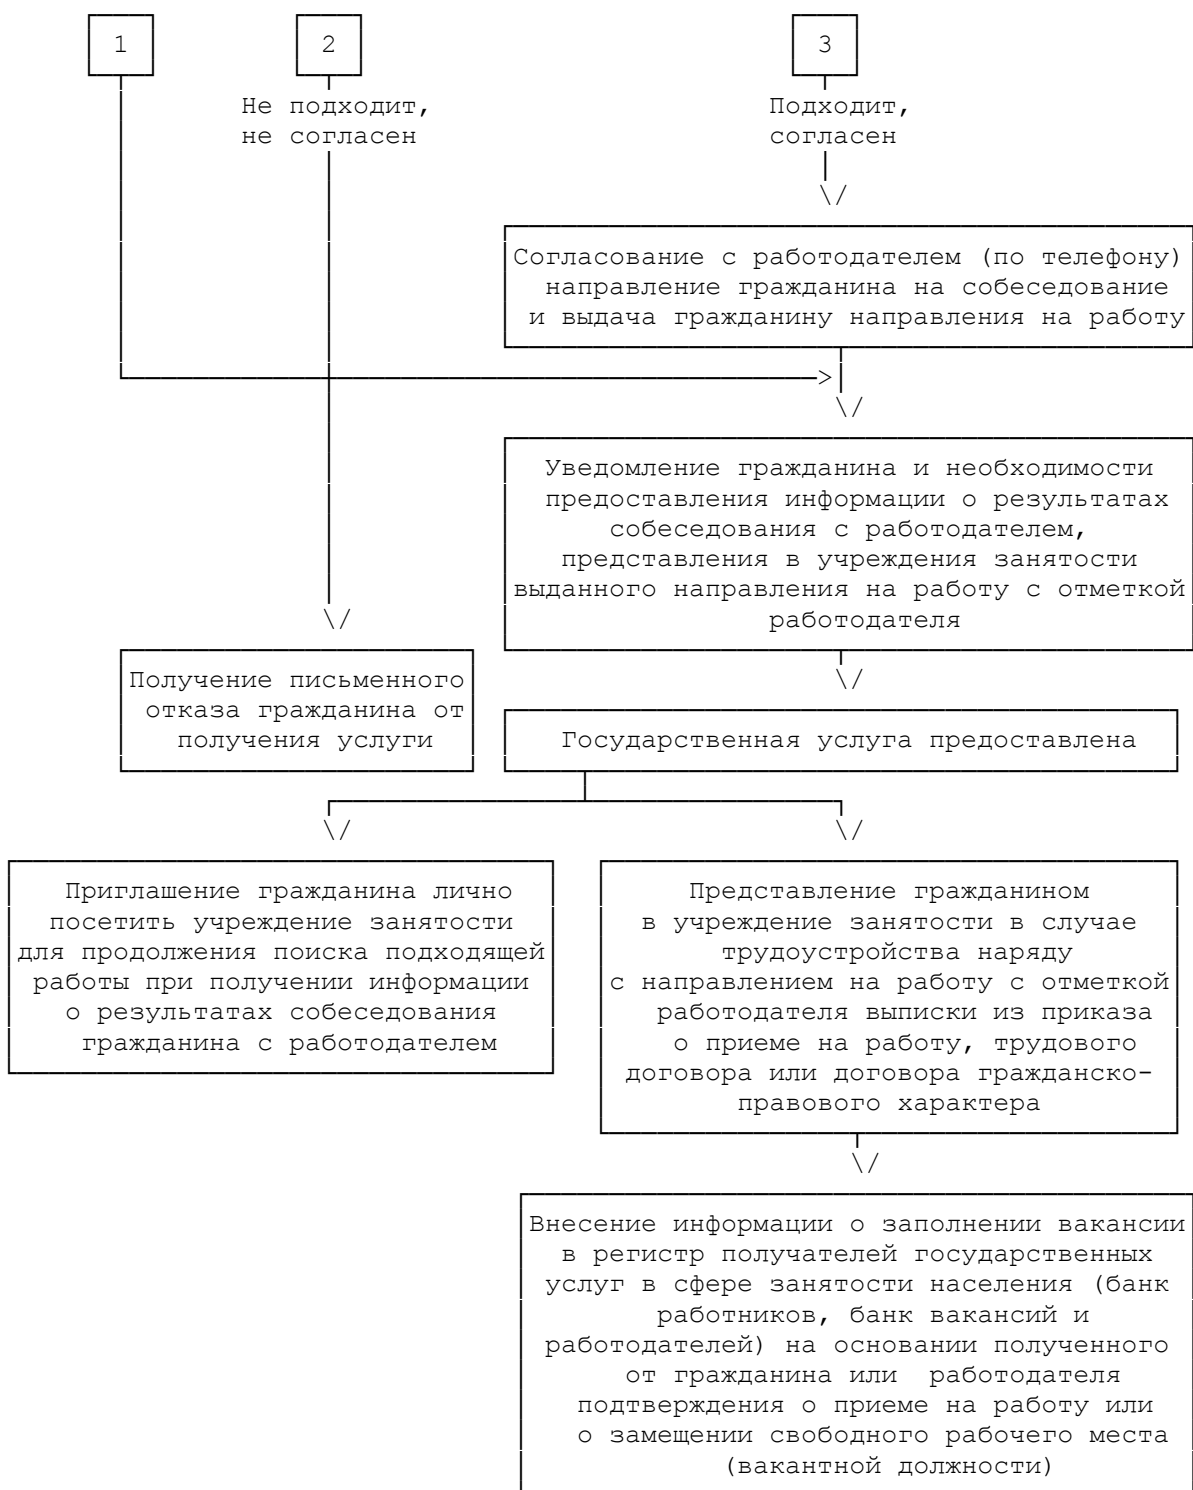 1
2
3
Не подходит,
не согласен
Подходит,
согласен
Согласование с работодателем (по телефону)
направление гражданина на собеседование
и выдача гражданину направления на работу
Уведомление гражданина и необходимости
предоставления информации о результатах
собеседования с работодателем,
представления в учреждения занятости
выданного направления на работу с отметкой
работодателя
Получение письменного
отказа гражданина от
получения услуги
Государственная услуга предоставлена
Приглашение гражданина лично
посетить учреждение занятости
для продолжения поиска подходящей
работы при получении информации
о результатах собеседования
гражданина с работодателем
Представление гражданином
в учреждение занятости в случае
трудоустройства наряду
с направлением на работу с отметкой
работодателя выписки из приказа
о приеме на работу, трудового
договора или договора гражданско-
правового характера
Внесение информации о заполнении вакансии
в регистр получателей государственных
услуг в сфере занятости населения (банк
работников, банк вакансий и
работодателей) на основании полученного
от гражданина или работодателя
подтверждения о приеме на работу или
о замещении свободного рабочего места
(вакантной должности)